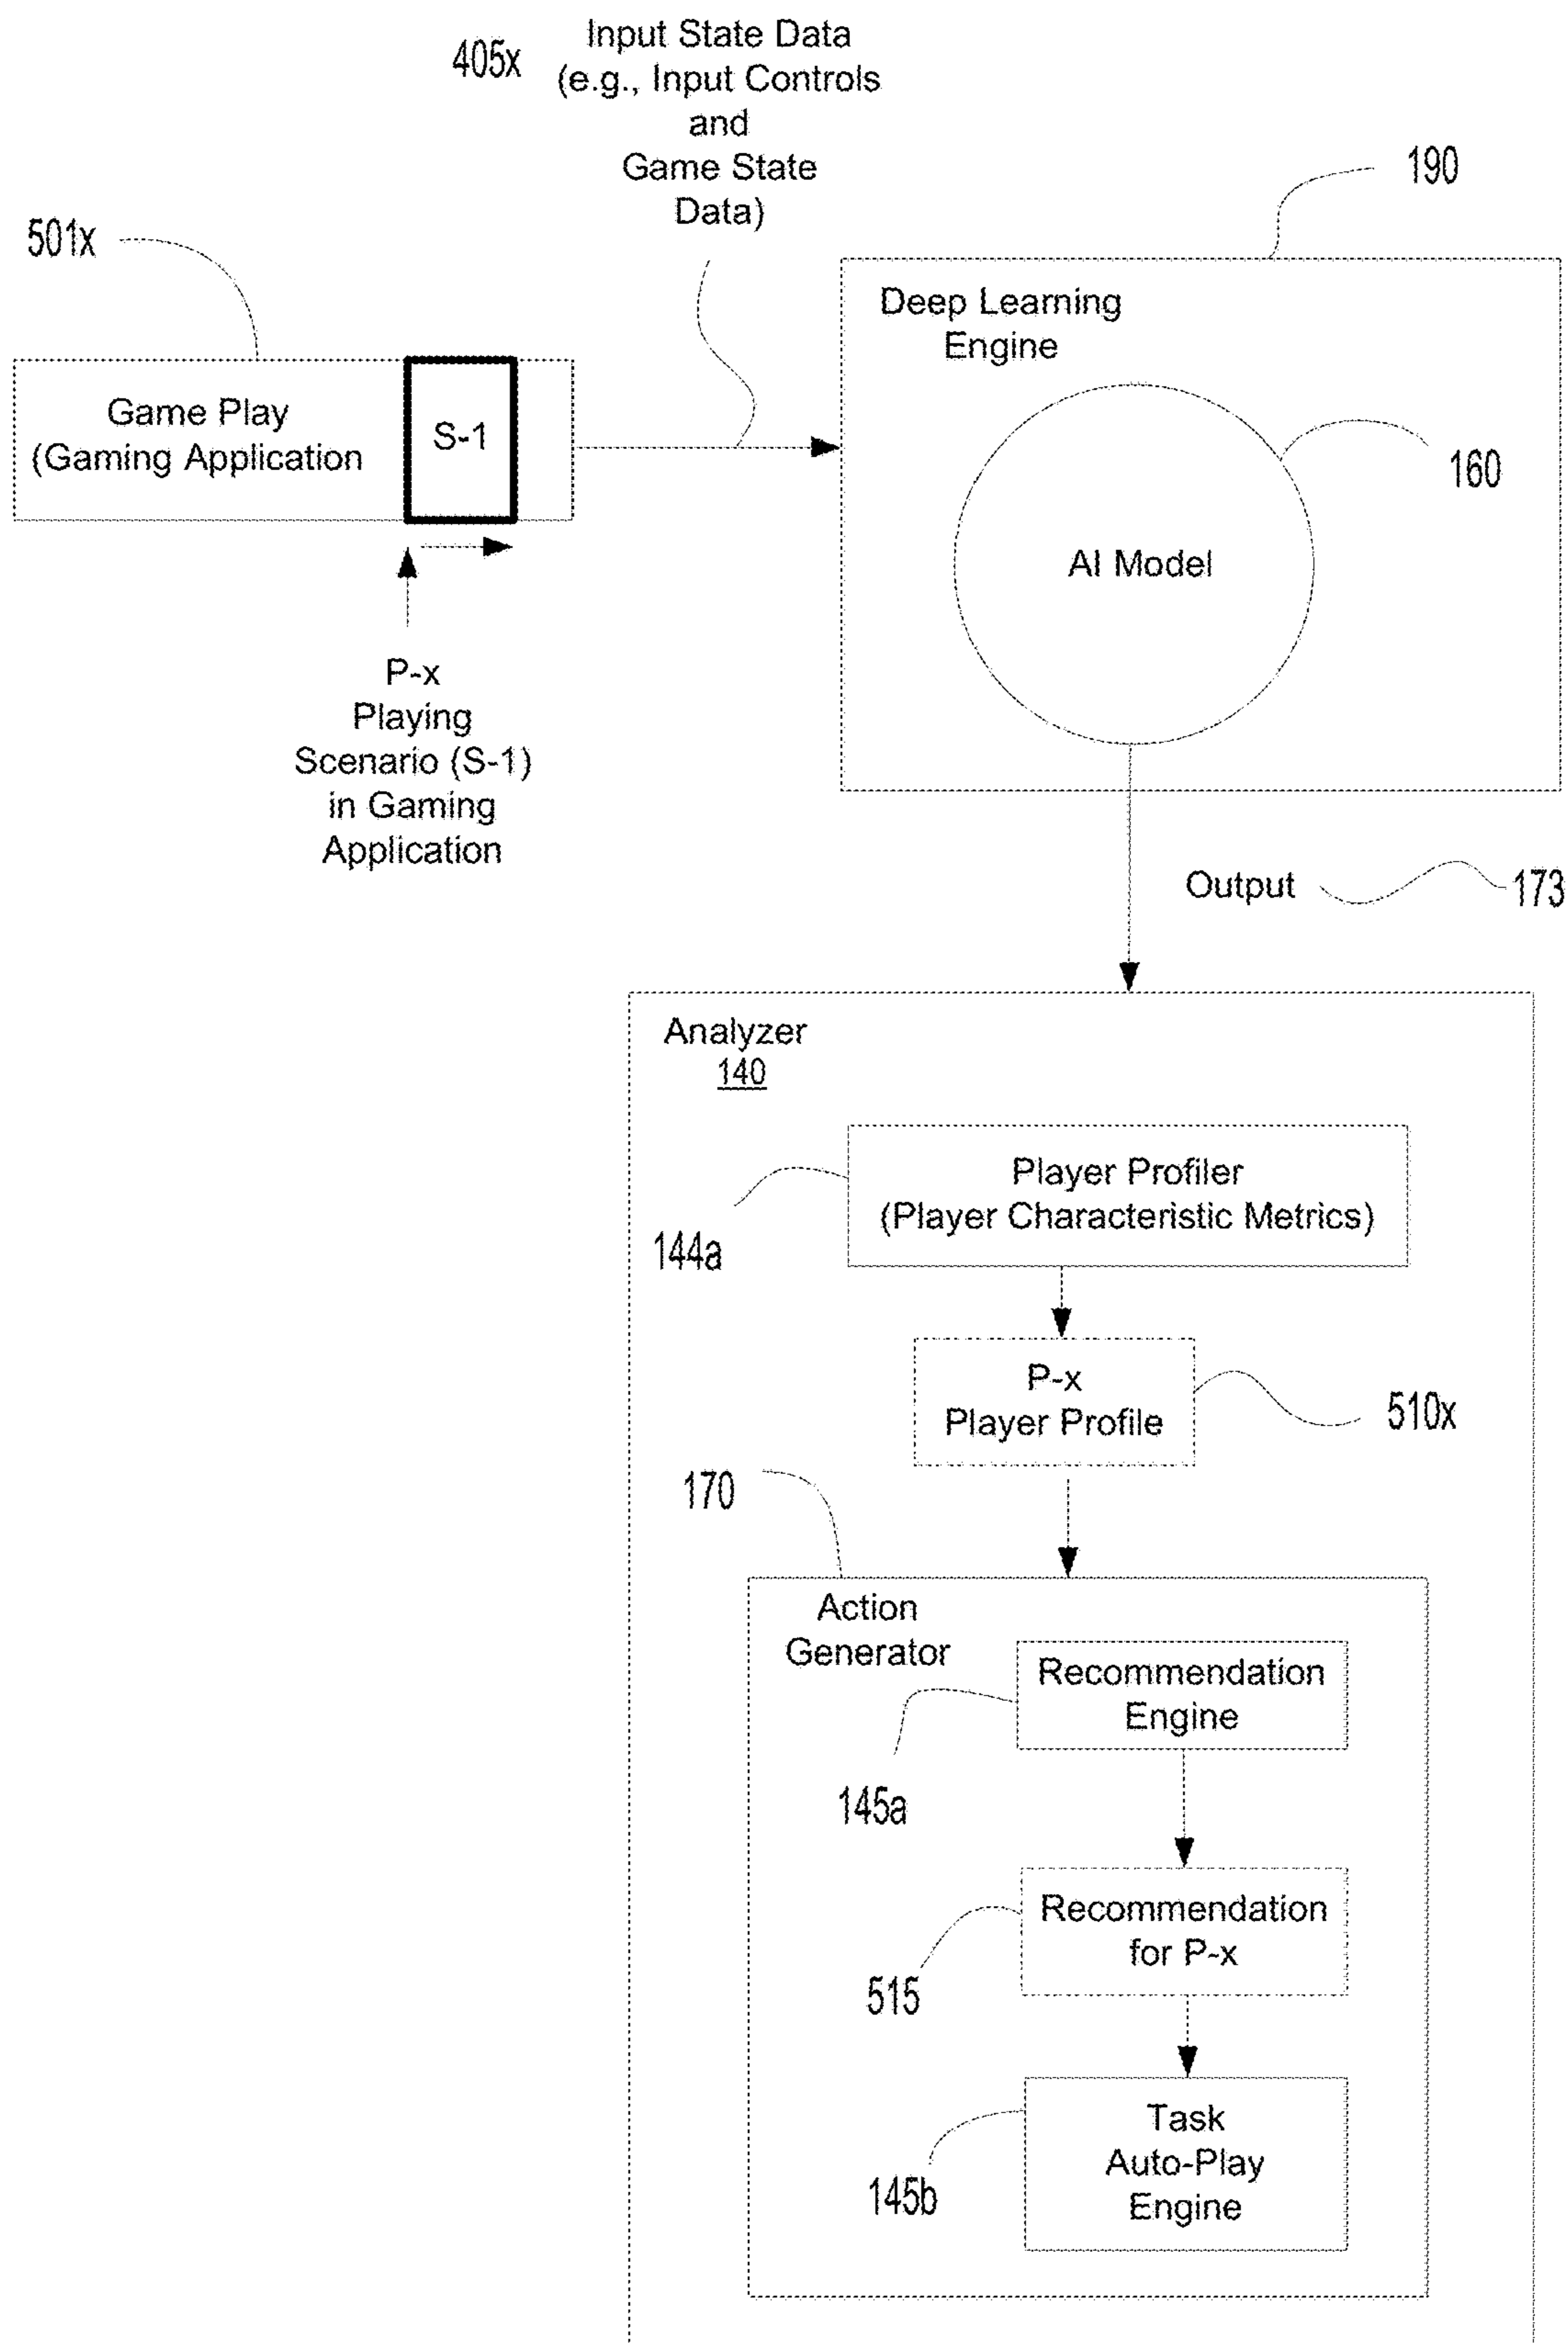 405x
Input State Data
(e.g., Input Controls
and
Game State
Data)
190
501x
Deep Learning
Engine
Game Play
(Gaming Application
S-1
160
AI Model
P-x
Playing
Scenario (S-1)
in Gaming
Application
Output
173
Analyzer
140
Player Profiler
(Player Characteristic Metrics)
144a
P-x
Player Profile
510x
170
Action
Generator
Recommendation
Engine
145a
Recommendation
for P-x
515
Task
Auto-Play
Engine
145b